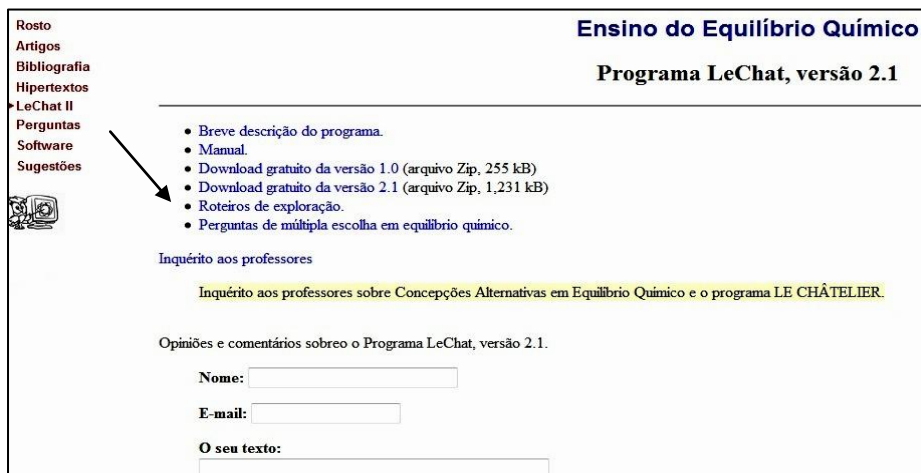 Rosto
Artigos
Bibliografia
Hipertextos
LeChat II
Perguntas
Software
Sugestões
Ensino do Equilíbrio Químico
Programa LeChat, versão 2.1
Breve descrição do programa.
Manual.
Download gratuito da versão 1.0 (arquivo Zip, 255 kB)
Download gratuito da versão 2.1 (arquivo Zip, 1,231 kB)
Roteiros de exploração.
Perguntas de múltipla escolha em equilíbrio químico.
Inquérito aos professores
Inquérito aos professores sobre Concepções Alternativas em Equilíbrio Químico e o programa LE CHÂTELIER.
Opiniões e comentários sobreo o Programa LeChat, versão 2.1.
Nome:
E-mail:
O seu texto: